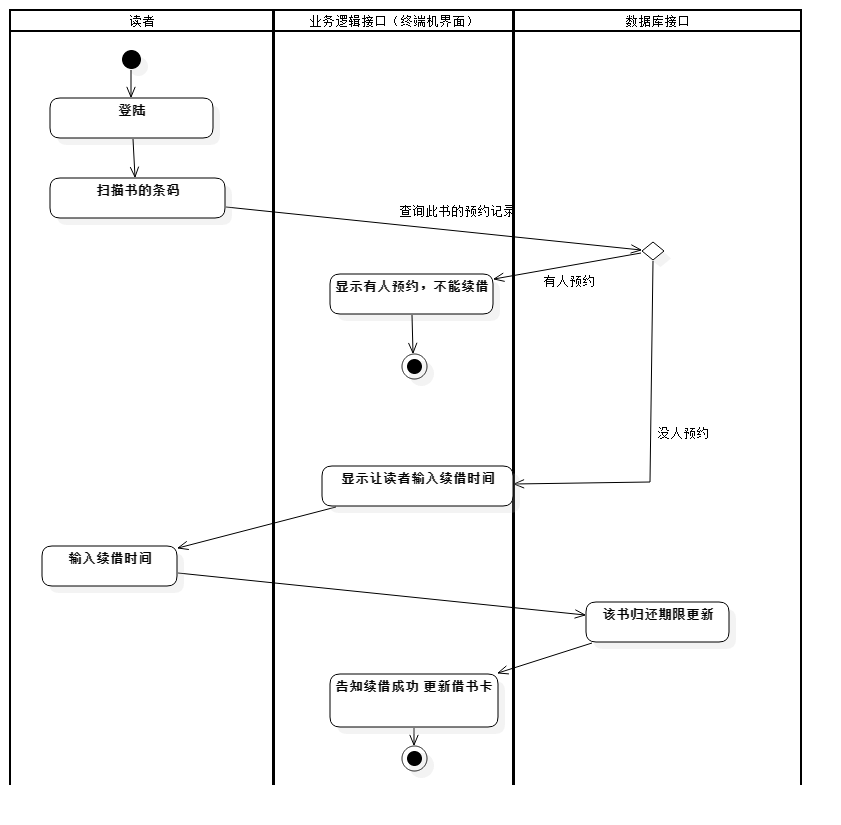 读者
业务逻辑接口（终端机界面）
数据库接口
登陆
扫描书的条码
查询此书的预约记录
显示有人预约，不能续借
有人预约
没人预约
显示让读者输入续借时间
输入续借时间
该书归还期限更新
告知续借成功 更新借书卡